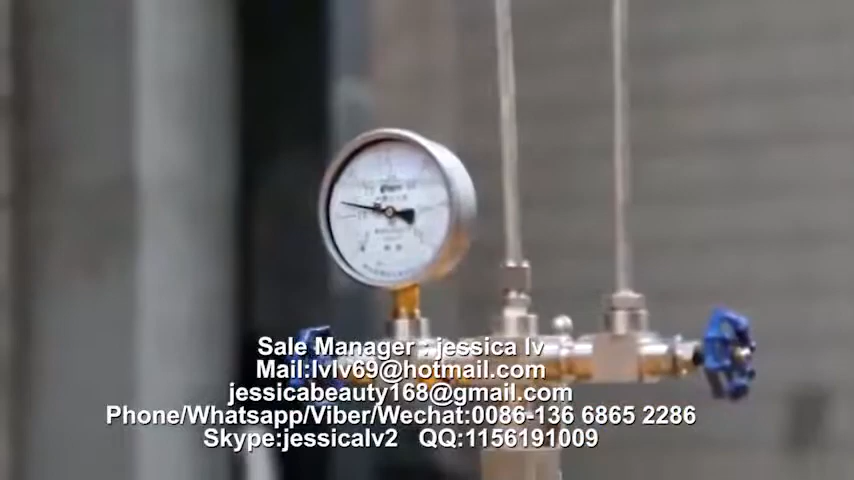 Sale Manager : jessica lv
Mail:lvlv69@hotmail.com
jessicabeauty168@gmail.com
Phone/Whatsapp/Viber/Wechat:0086-136 6865 2286
Skype:jessicalv2 QQ:1156191009